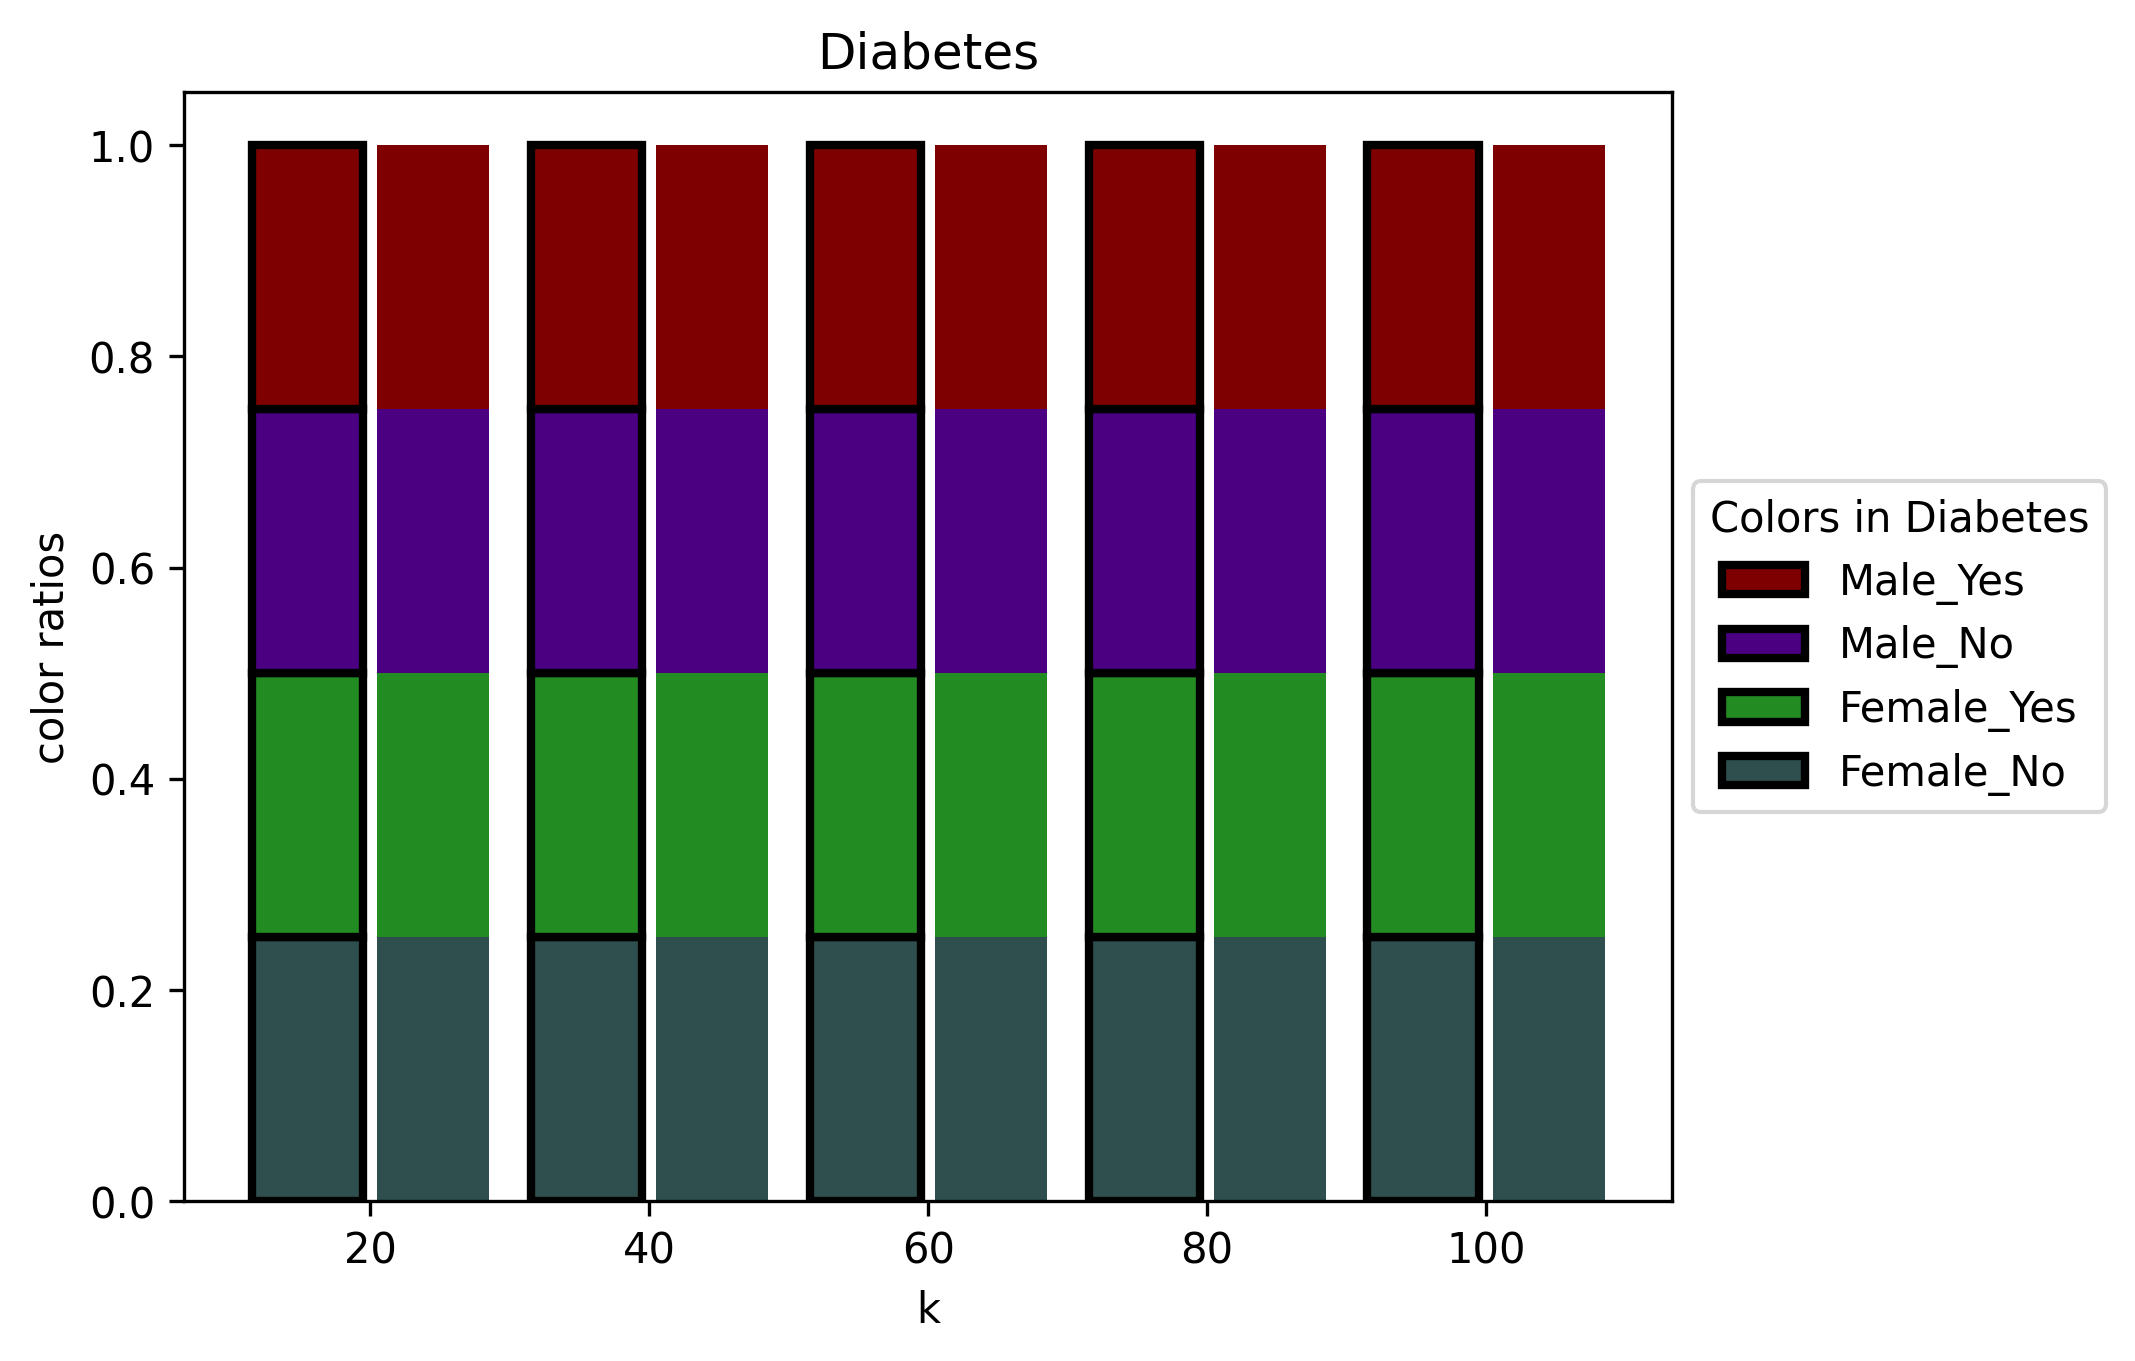 Diabetes
1.0
0.8
0.6
0.4
0.2
0.0
color ratios
20 40 60 80 100
k
Colors in Diabetes
Male_Yes
Male_No
Female_Yes
Female_No